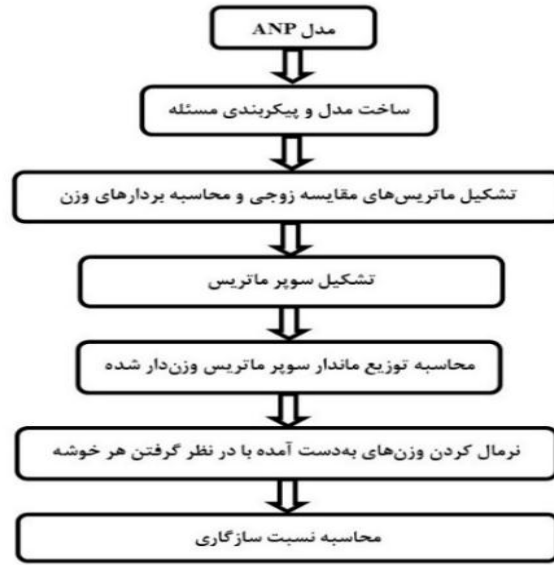 مدل ANP
ساخت مدل و پیکربندی مسئله
تشکیل ماتریس‌های مقایسه زوجی و محاسبه بردارهای وزن
تشکیل سوپر ماتریس
محاسبه توزیع ماندار سوپر ماتریس وزن‌دار شده
نرمال کردن وزن‌های به‌دست آمده با در نظر گرفتن هر خوشه
محاسبه نسبت سازگاری